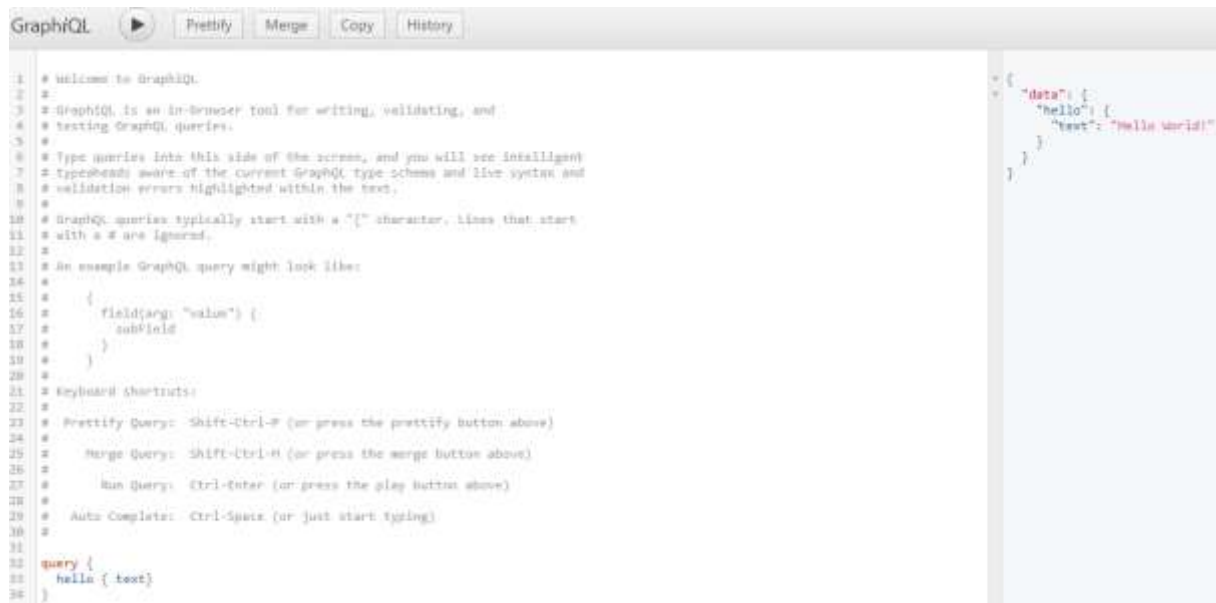 GraphiQL
Prettify
Merge
Copy
History
1 # Welcome to GraphiQL
2 #
3 # GraphiQL is an in-browser tool for writing, validating, and
4 # testing GraphQL queries.
5 #
6 # Type queries into this side of the screen, and you will see intelligent
7 # typeaheads aware of the current GraphQL type schema and live syntax and
8 # validation errors highlighted within the text.
9 #
10 # GraphQL queries typically start with a "{" character. Lines that start
11 # with a # are ignored.
12 #
13 # An example GraphQL query might look like:
14 #
15 #     {
16 #       field(arg: "value") {
17 #         subField
18 #       }
19 #     }
20 #
21 # Keyboard shortcuts:
22 #
23 #  Prettify Query:  Shift-Ctrl-P (or press the prettify button above)
24 #
25 #     Merge Query:  Shift-Ctrl-M (or press the merge button above)
26 #
27 #       Run Query:  Ctrl-Enter (or press the play button above)
28 #
29 #   Auto Complete:  Ctrl-Space (or just start typing)
30 #
31
32 query {
33   hello { text}
34 }
{
  "data": {
    "hello": {
      "text": "Hello World!"
    }
  }
}